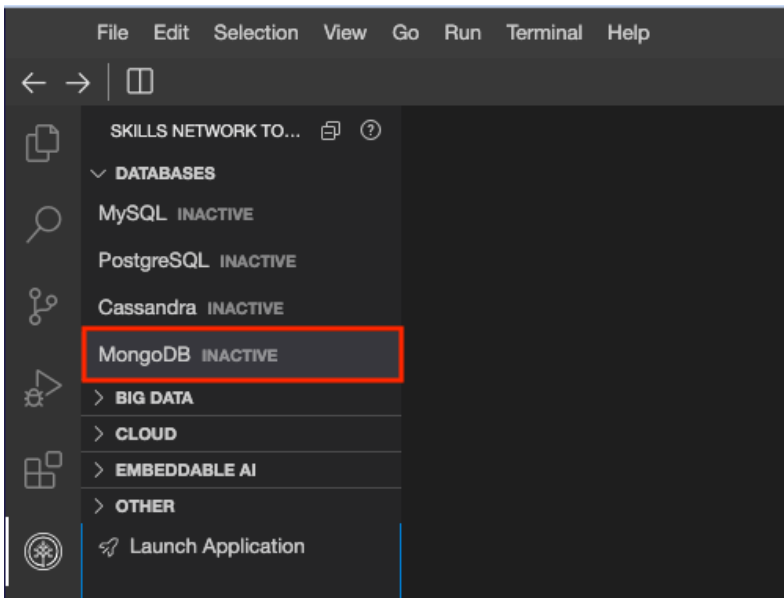 File Edit Selection View Go Run Terminal Help
SKILLS NETWORK TO...
DATABASES
MySQL INACTIVE
PostgreSQL INACTIVE
Cassandra INACTIVE
MongoDB INACTIVE
BIG DATA
CLOUD
EMBEDDABLE AI
OTHER
Launch Application